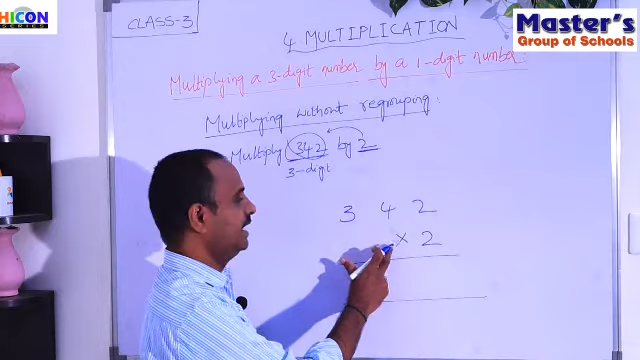 HICON
SERIES
CLASS-3
Master's
Group of Schools
4 MULTIPLICATION
Multiplying a 3-digit number by a 1-digit number
Multiplying without regrouping:
Multiply 342 by 2
3-digit
3 4 2
× 2